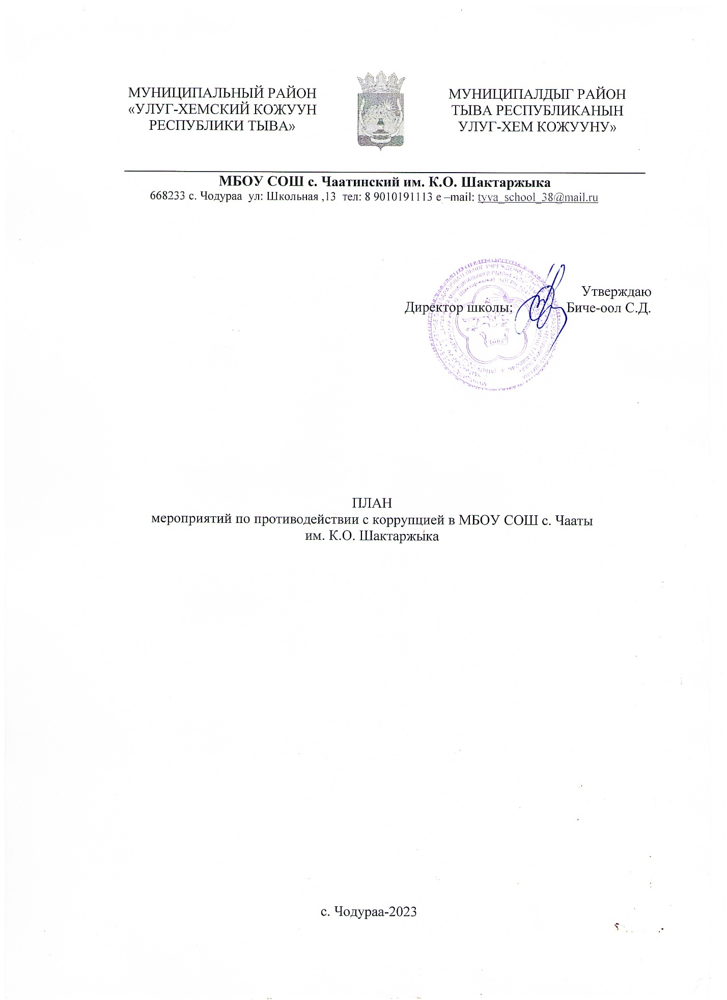 МУНИЦИПАЛЬНЫЙ РАЙОН
«УЛУГ-ХЕМСКИЙ КОЖУУН
РЕСПУБЛИКИ ТЫВА»
МУНИЦИПАЛДЫГ РАЙОН
ТЫВА РЕСПУБЛИКАНЫН
УЛУГ-ХЕМ КОЖУУНУ»
МБОУ СОШ с. Чаатинский им. К.О. Шактаржыка
668233 с. Чодураа ул: Школьная ,13 тел: 8 9010191113 e –mail: tyva_school_38@mail.ru
Утверждаю
Директор школы: Биче-оол С.Д.
ТЫВА
ПЛАН
мероприятий по противодействии с коррупцией в МБОУ СОШ с. Чааты
им. К.О. Шактаржыка
с. Чодураа-2023